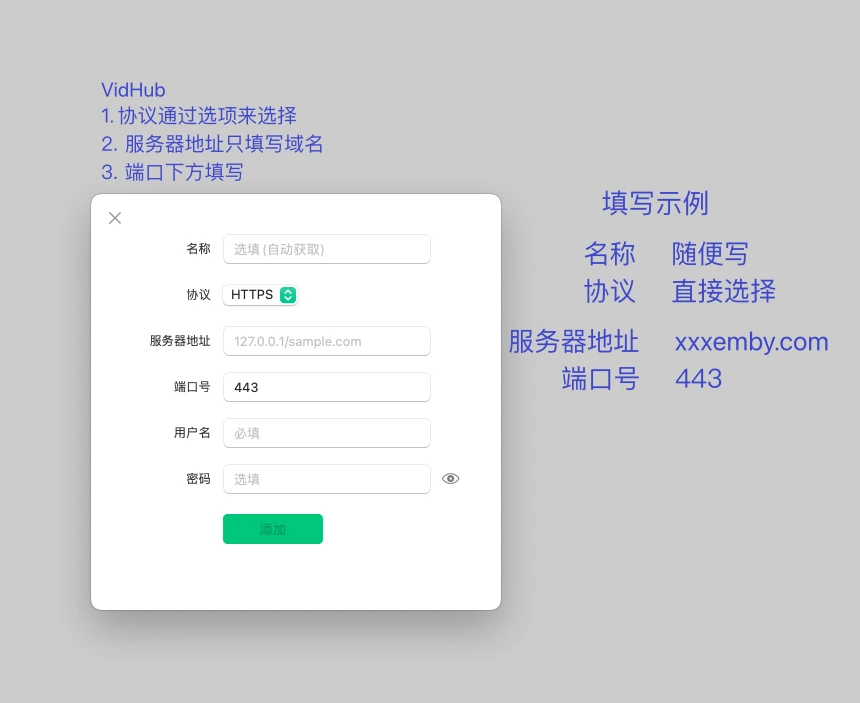 VidHub
1. 协议通过选项来选择
2. 服务器地址只填写域名
3. 端口下方填写
名称 选填 (自动获取)
协议 HTTPS
服务器地址 127.0.0.1/sample.com
端口号 443
用户名 必填
密码 选填
添加
填写示例
名称 随便写
协议 直接选择
服务器地址 xxxemby.com
端口号 443